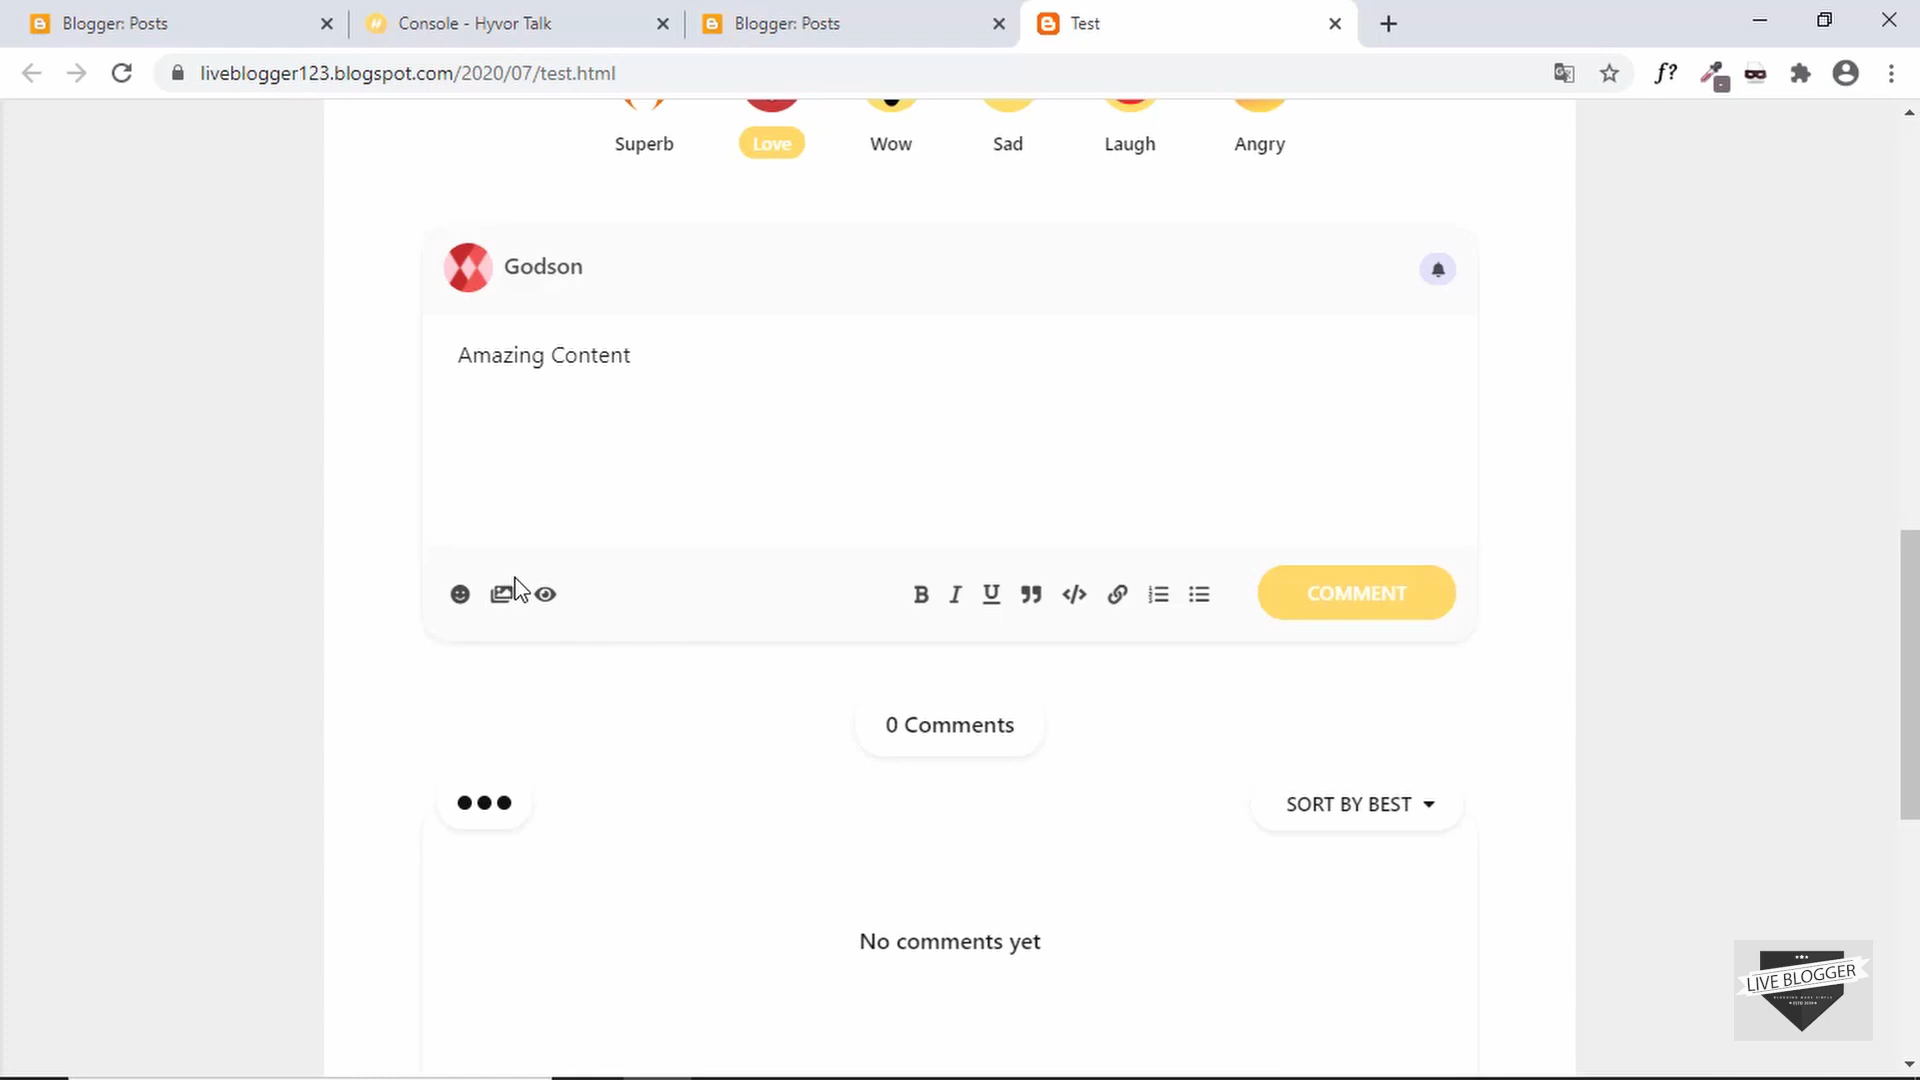 Blogger: Posts
Console - Hyvor Talk
Blogger: Posts
Test
liveblogger123.blogspot.com/2020/07/test.html
f?
Superb
Love
Wow
Sad
Laugh
Angry
Godson
Amazing Content
B I U
COMMENT
0 Comments
SORT BY BEST
No comments yet
LIVE BLOGGER